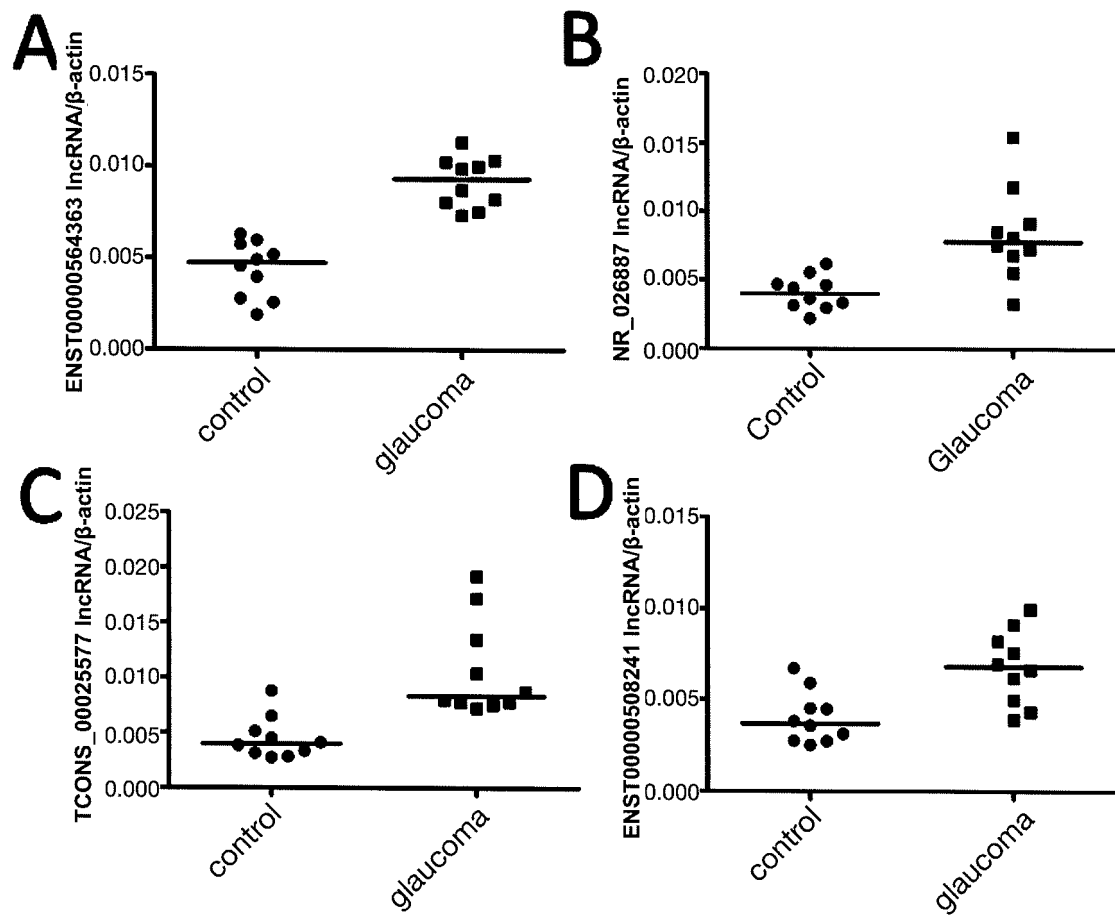 A
ENST00000564363 lncRNA/β-actin
0.015
0.010
0.005
0.000
control
glaucoma
B
NR_026887 lncRNA/β-actin
0.020
0.015
0.010
0.005
0.000
Control
Glaucoma
C
TCONS_00025577 lncRNA/β-actin
0.025
0.020
0.015
0.010
0.005
0.000
control
glaucoma
D
ENST00000508241 lncRNA/β-actin
0.015
0.010
0.005
0.000
control
glaucoma